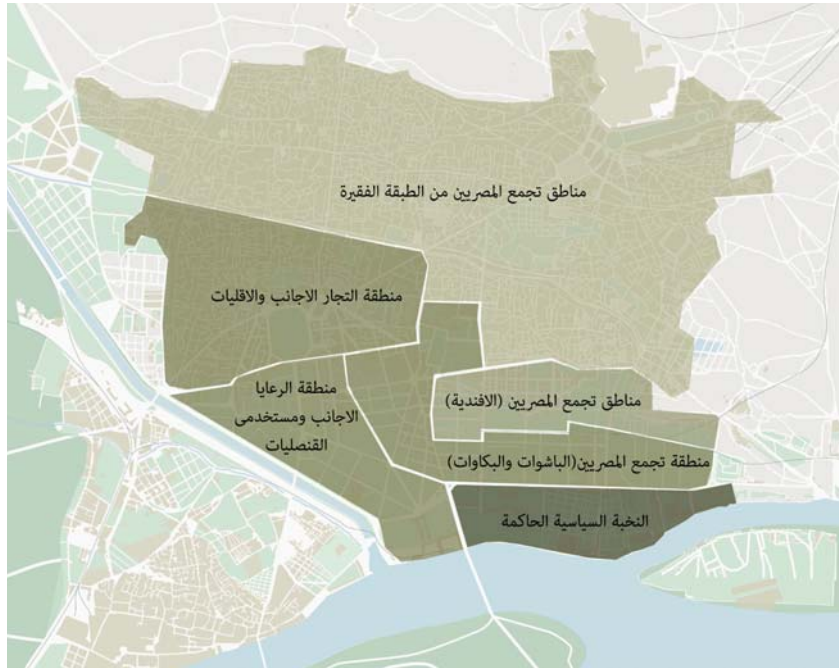 مناطق تجمع المصريين من الطبقة الفقيرة
منطقة التجار الاجانب والاقليات
منطقة الرعايا
الاجانب ومستخدمى
القنصليات
مناطق تجمع المصريين (الافندية)
منطقة تجمع المصريين(الباشوات والبكاوات)
النخبة السياسية الحاكمة